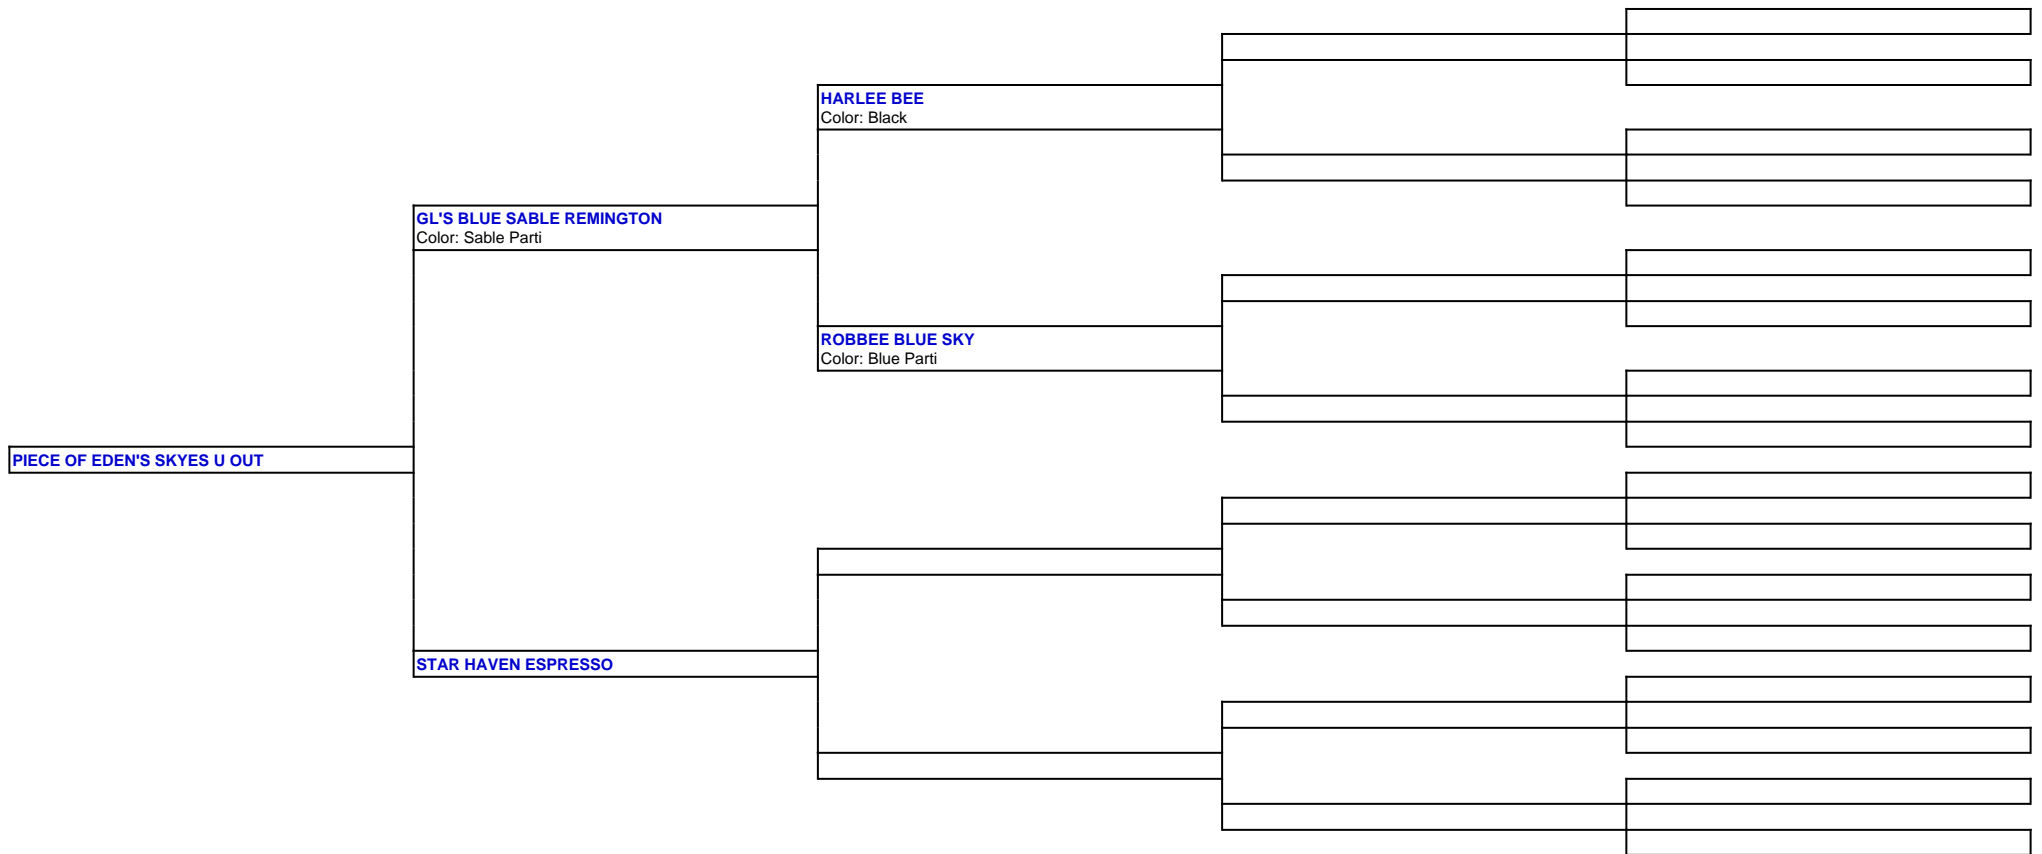 HARLEE BEE
Color: Black
GL'S BLUE SABLE REMINGTON
Color: Sable Parti
ROBBEE BLUE SKY
Color: Blue Parti
PIECE OF EDEN'S SKYES U OUT
STAR HAVEN ESPRESSO